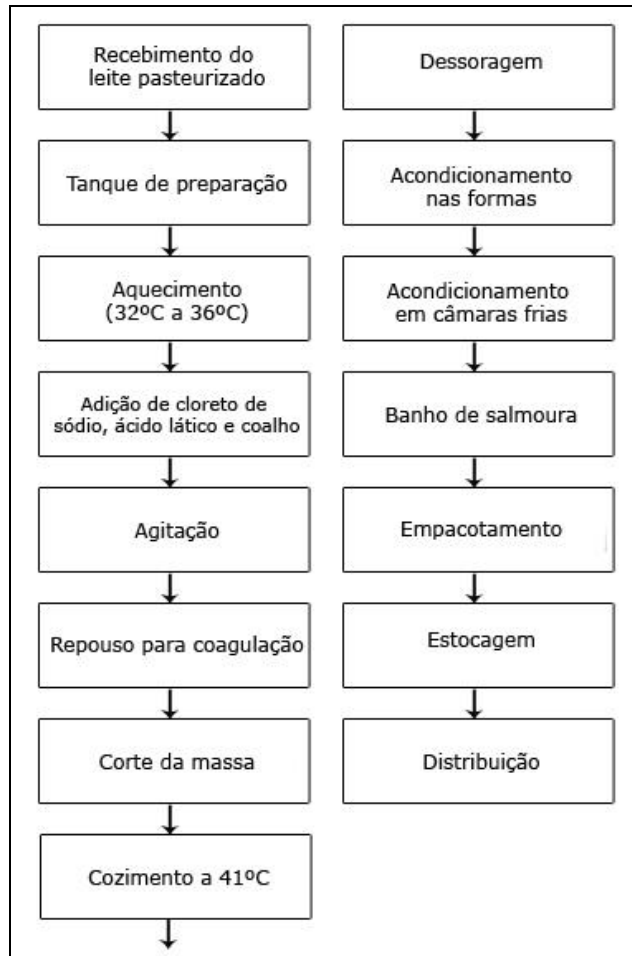 Recebimento do
leite pasteurizado
Tanque de preparação
Aquecimento
(32ºC a 36ºC)
Adição de cloreto de
sódio, ácido lático e coalho
Agitação
Repouso para coagulação
Corte da massa
Cozimento a 41ºC
Dessoragem
Acondicionamento
nas formas
Acondicionamento
em câmaras frias
Banho de salmoura
Empacotamento
Estocagem
Distribuição